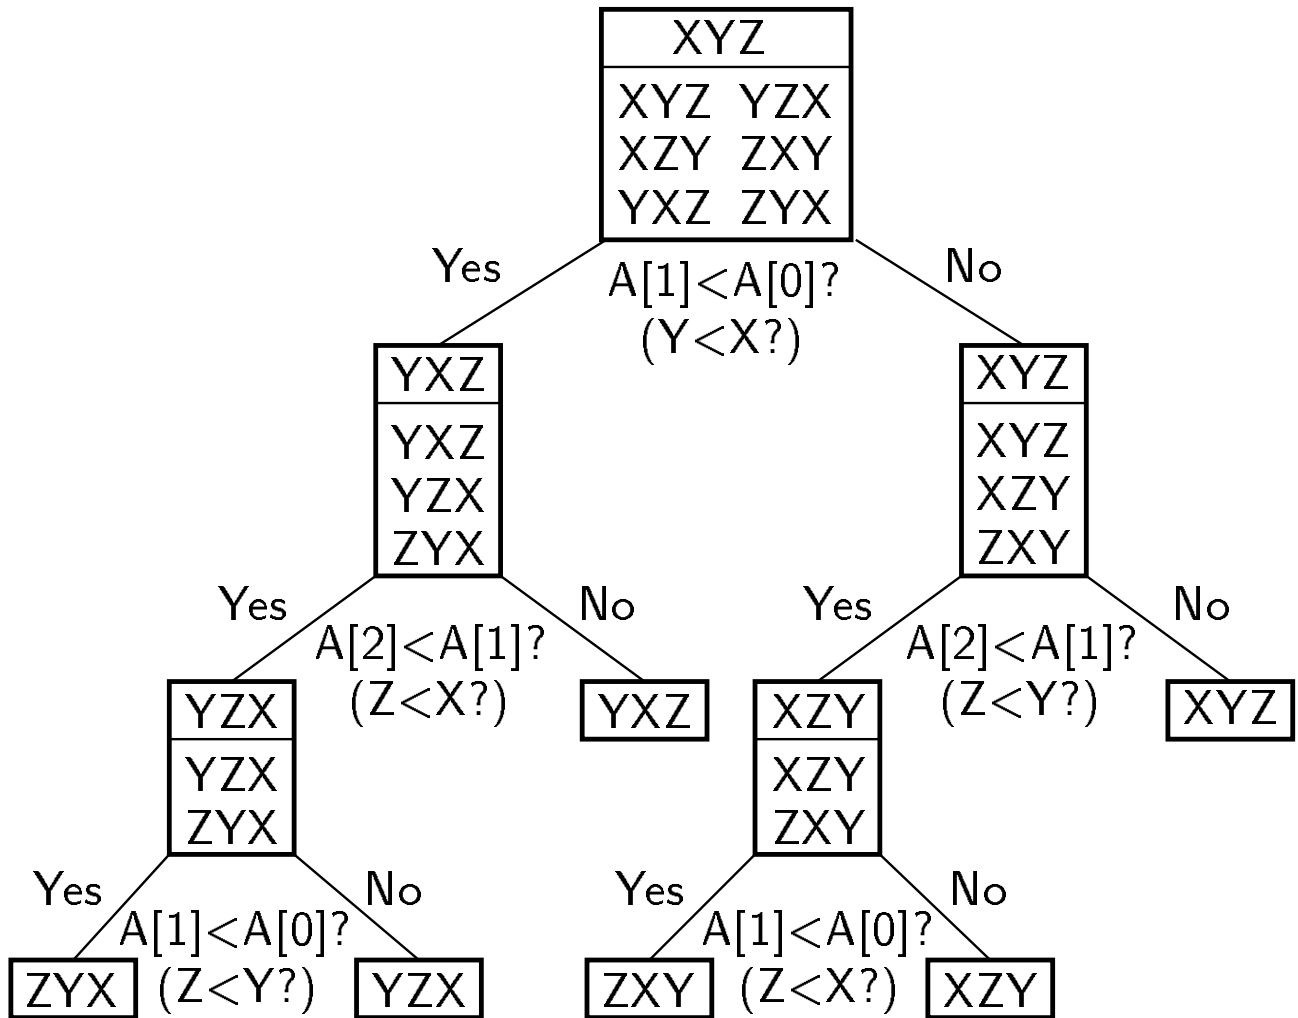 XYZ
XYZ YZX
XZY ZXY
YXZ ZYX
Yes
A[1]<A[0]?
(Y<X?)
No
YXZ
YXZ
YZX
ZYX
XYZ
XYZ
XZY
ZXY
Yes
A[2]<A[1]?
(Z<X?)
No
Yes
A[2]<A[1]?
(Z<Y?)
No
YZX
YZX
ZYX
YXZ
XZY
XZY
ZXY
XYZ
Yes
A[1]<A[0]?
(Z<Y?)
No
Yes
A[1]<A[0]?
(Z<X?)
No
ZYX
YZX
ZXY
XZY